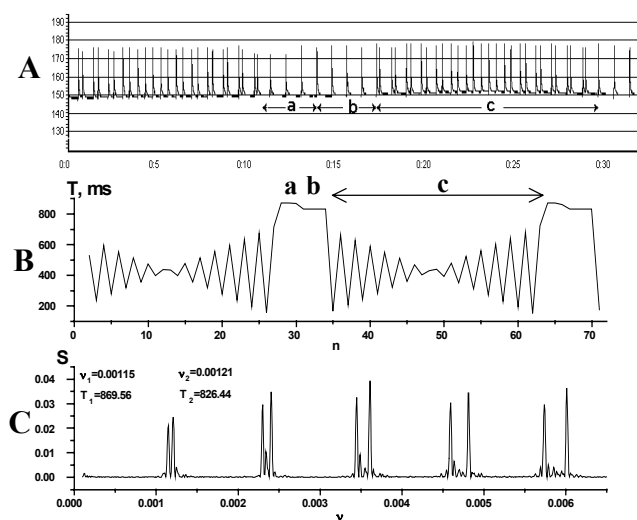 A
190
180
170
160
150
140
130
a b c
0:0 0:5 0:10 0:15 0:20 0:25 0:30
T, ms
a b c
B
800
600
400
200
0 10 20 30 40 50 60 70
n
S
ν1=0.00115 ν2=0.00121
T1=869.56 T2=826.44
C
0.04
0.03
0.02
0.01
0.00
0.000 0.001 0.002 0.003 0.004 0.005 0.006
ν